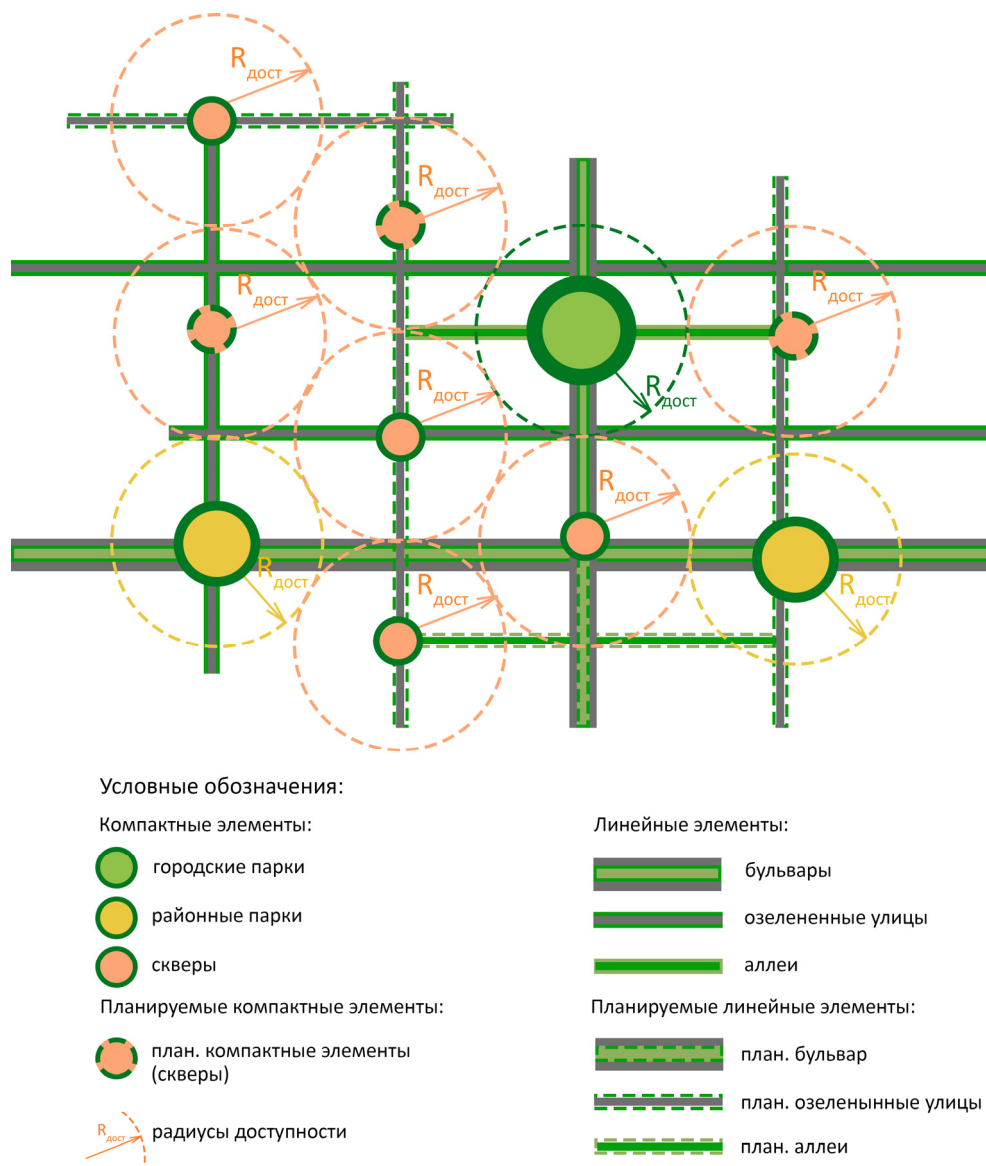 Rдост
Rдост
Rдост
Rдост
Rдост
Rдост
Rдост
Rдост
Rдост
Rдост
Условные обозначения:
Компактные элементы:
городские парки
районные парки
скверы
Планируемые компактные элементы:
план. компактные элементы
(скверы)
Rдост
радиусы доступности
Линейные элементы:
бульвары
озелененные улицы
аллеи
Планируемые линейные элементы:
план. бульвар
план. озеленынные улицы
план. аллеи